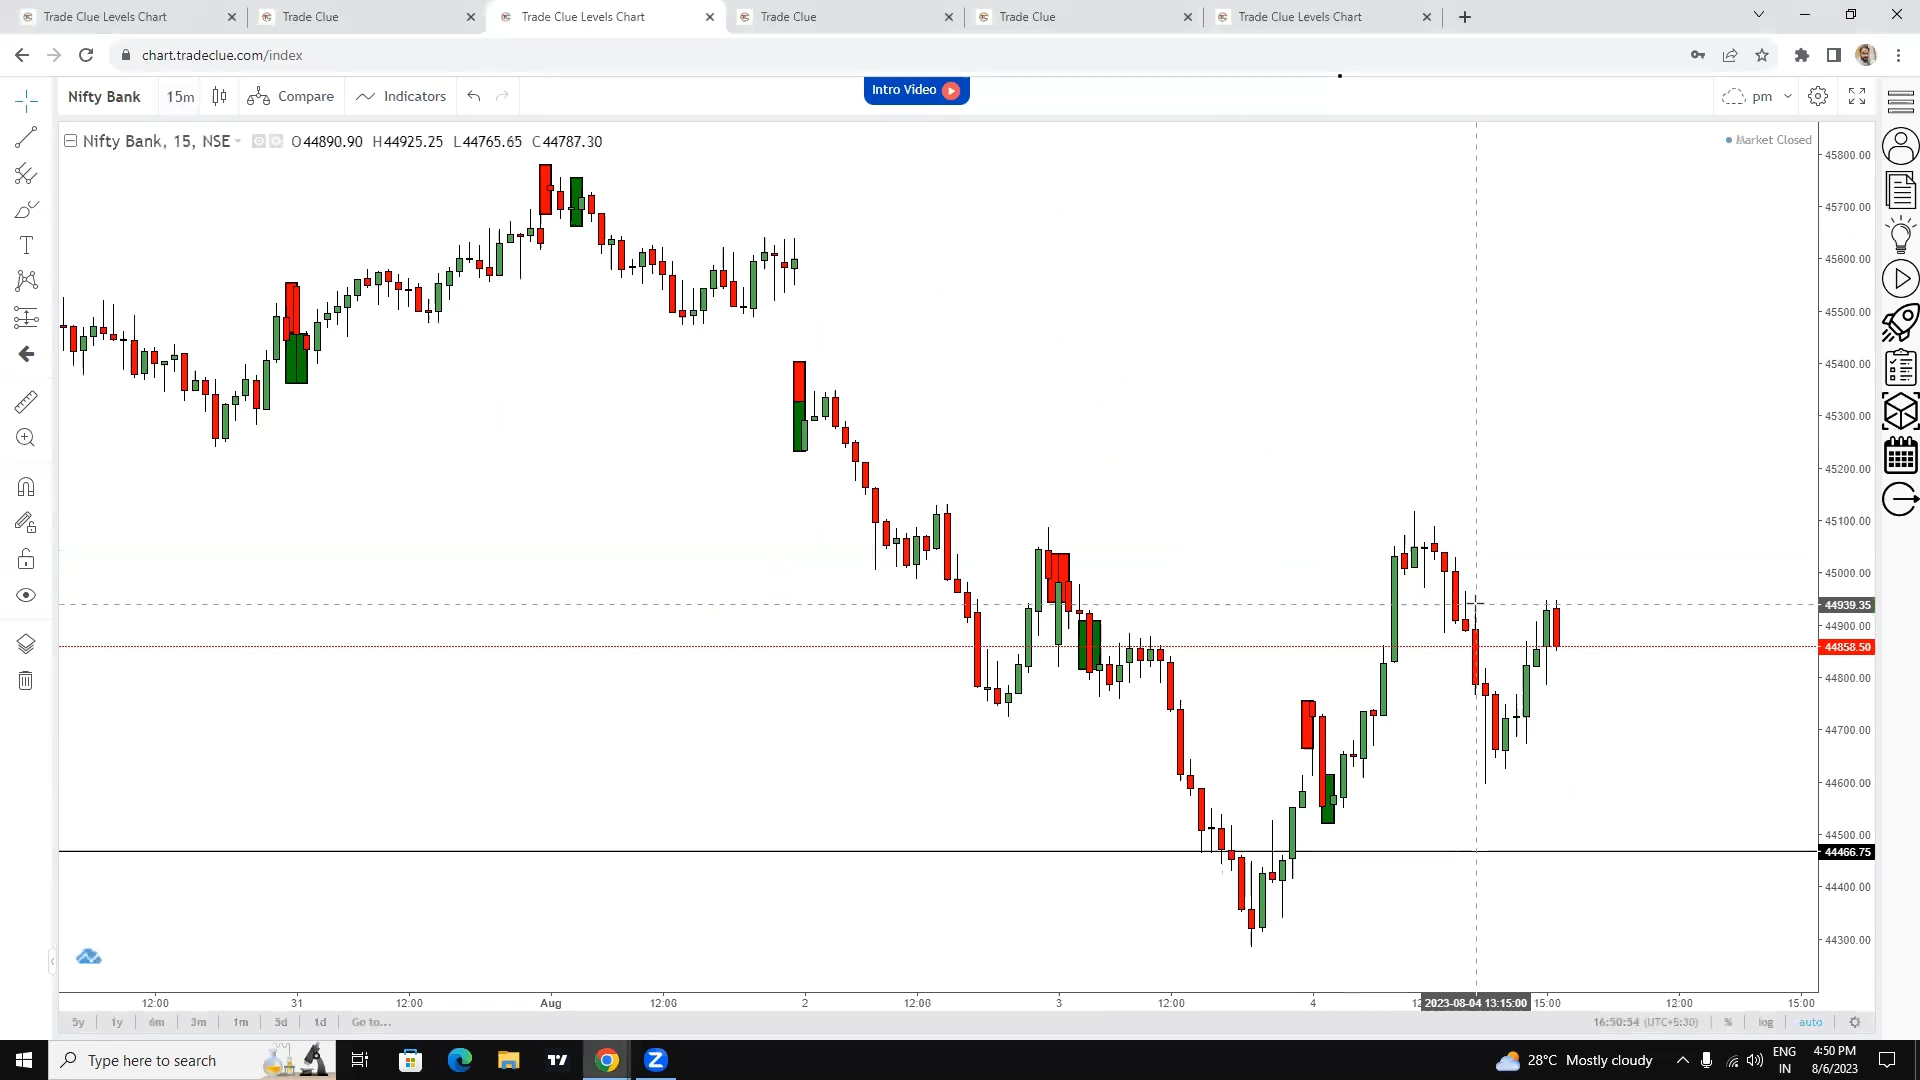 Trade Clue Levels Chart
Trade Clue
Trade Clue Levels Chart
Trade Clue
Trade Clue
Trade Clue Levels Chart
chart.tradeclue.com/index
Nifty Bank 15m Compare Indicators
Intro Video
pm
Nifty Bank, 15, NSE O44890.90 H44925.25 L44765.65 C44787.30
Market Closed
45800.00
45700.00
45600.00
45500.00
45400.00
45300.00
45200.00
45100.00
45000.00
44939.35
44900.00
44858.50
44800.00
44700.00
44600.00
44500.00
44466.75
44400.00
44300.00
12:00 31 12:00 Aug 12:00 2 12:00 3 12:00 4 12 2023-08-04 13:15:00 15:00 12:00 15:00
5y 1y 6m 3m 1m 5d 1d Go to... 16:50:54 (UTC+5:30) % log auto
Type here to search
28°C Mostly cloudy
ENG
IN
4:50 PM
8/6/2023